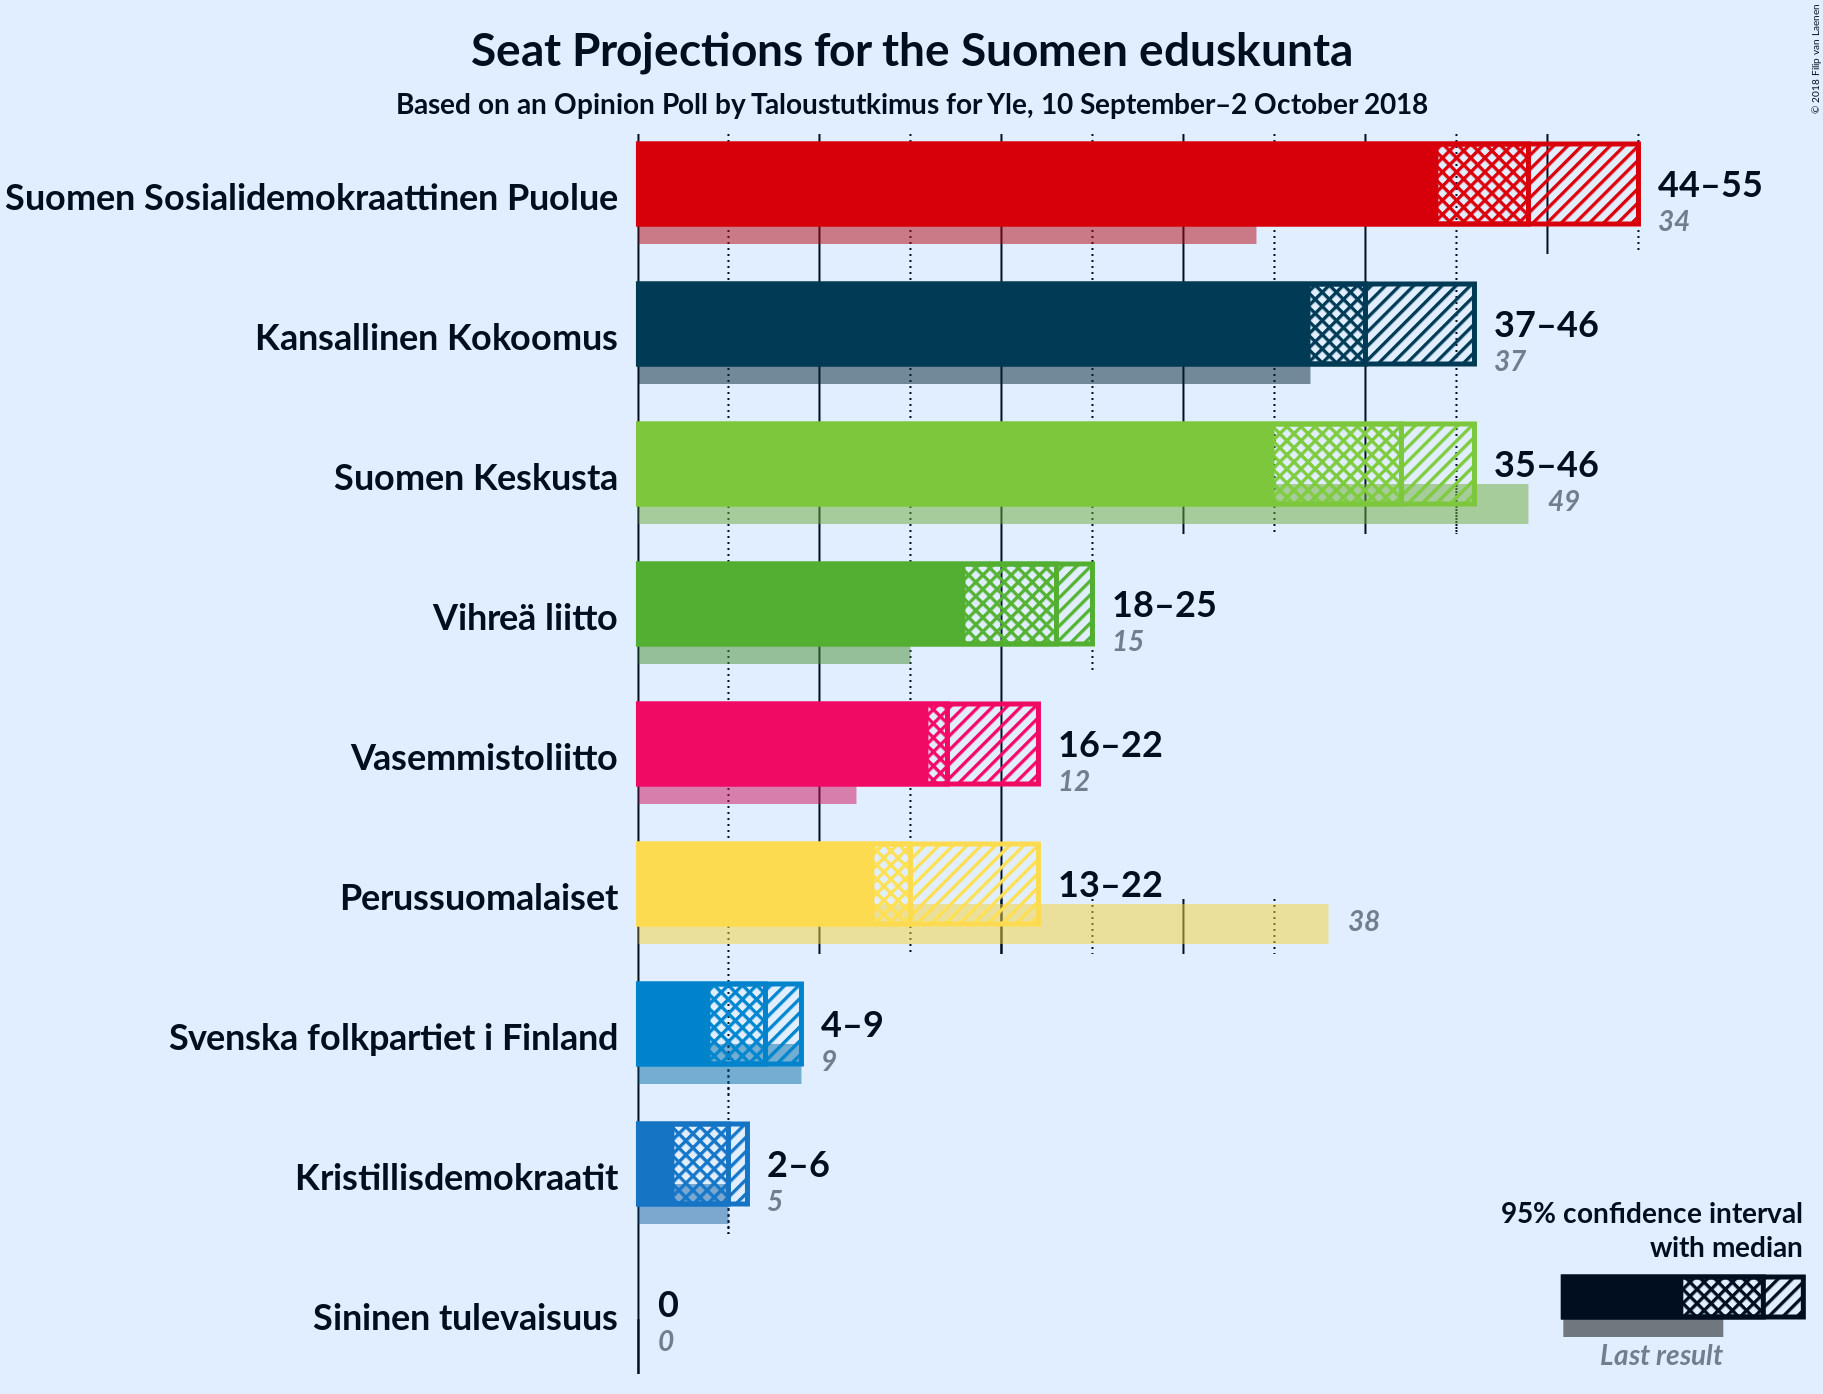 Seat Projections for the Suomen eduskunta
Based on an Opinion Poll by Taloustutkimus for Yle, 10 September–2 October 2018
© 2018 Filip van Laenen
Suomen Sosialidemokraattinen Puolue
44–55
34
Kansallinen Kokoomus
37–46
37
Suomen Keskusta
35–46
49
Vihreä liitto
18–25
15
Vasemmistoliitto
16–22
12
Perussuomalaiset
13–22
38
Svenska folkpartiet i Finland
4–9
9
Kristillisdemokraatit
2–6
5
Sininen tulevaisuus
0
0
95% confidence interval
with median
Last result